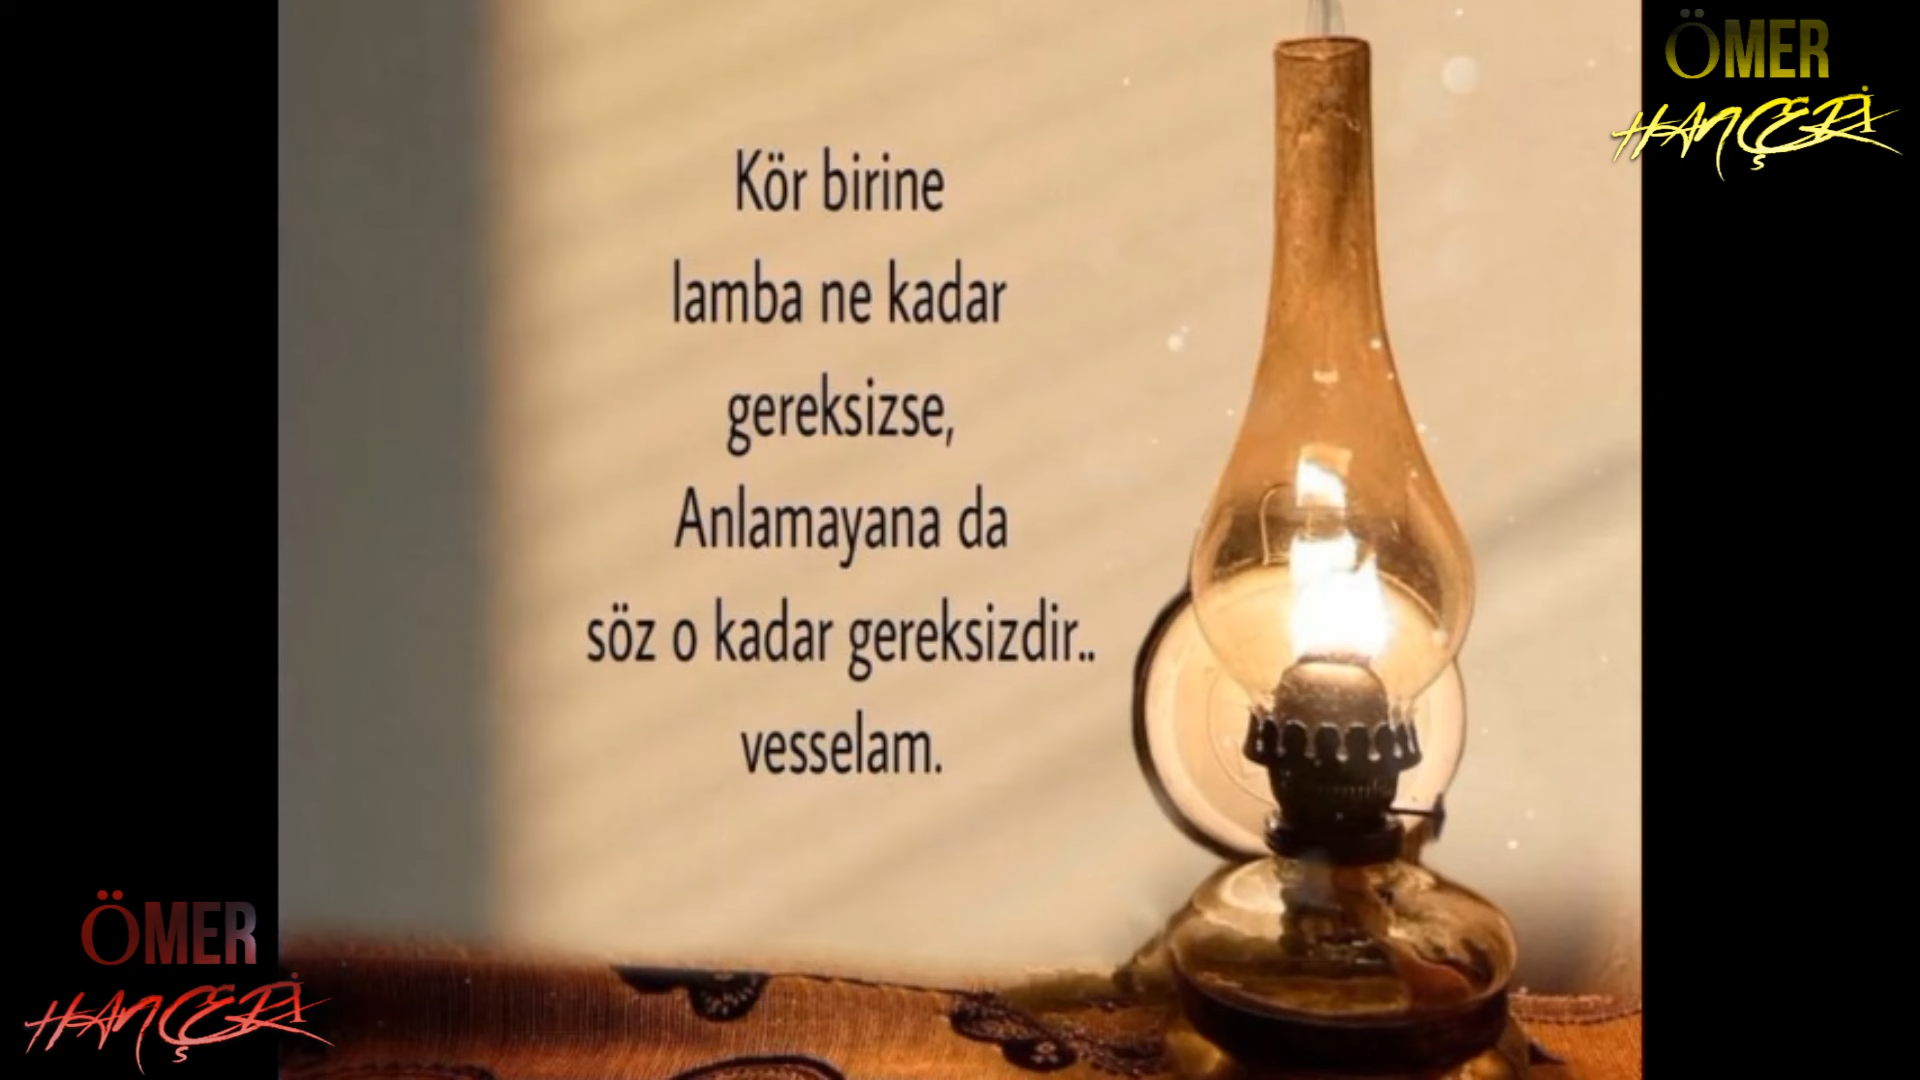 ÖMER
HANÇERİ
Kör birine
lamba ne kadar
gereksizse,
Anlamayana da
söz o kadar gereksizdir..
vesselam.
ÖMER
HANÇERİ